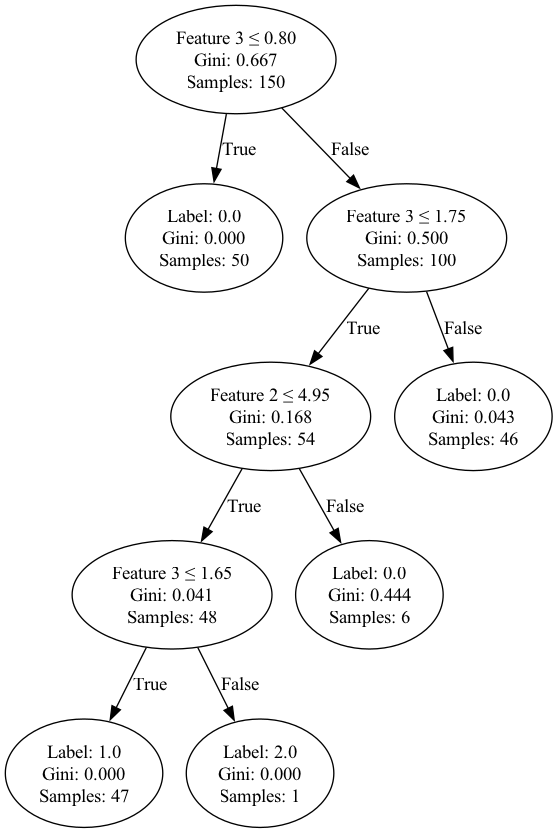 Feature 3 ≤ 0.80
Gini: 0.667
Samples: 150
True
False
Label: 0.0
Gini: 0.000
Samples: 50
Feature 3 ≤ 1.75
Gini: 0.500
Samples: 100
True
False
Feature 2 ≤ 4.95
Gini: 0.168
Samples: 54
Label: 0.0
Gini: 0.043
Samples: 46
True
False
Feature 3 ≤ 1.65
Gini: 0.041
Samples: 48
Label: 0.0
Gini: 0.444
Samples: 6
True
False
Label: 1.0
Gini: 0.000
Samples: 47
Label: 2.0
Gini: 0.000
Samples: 1